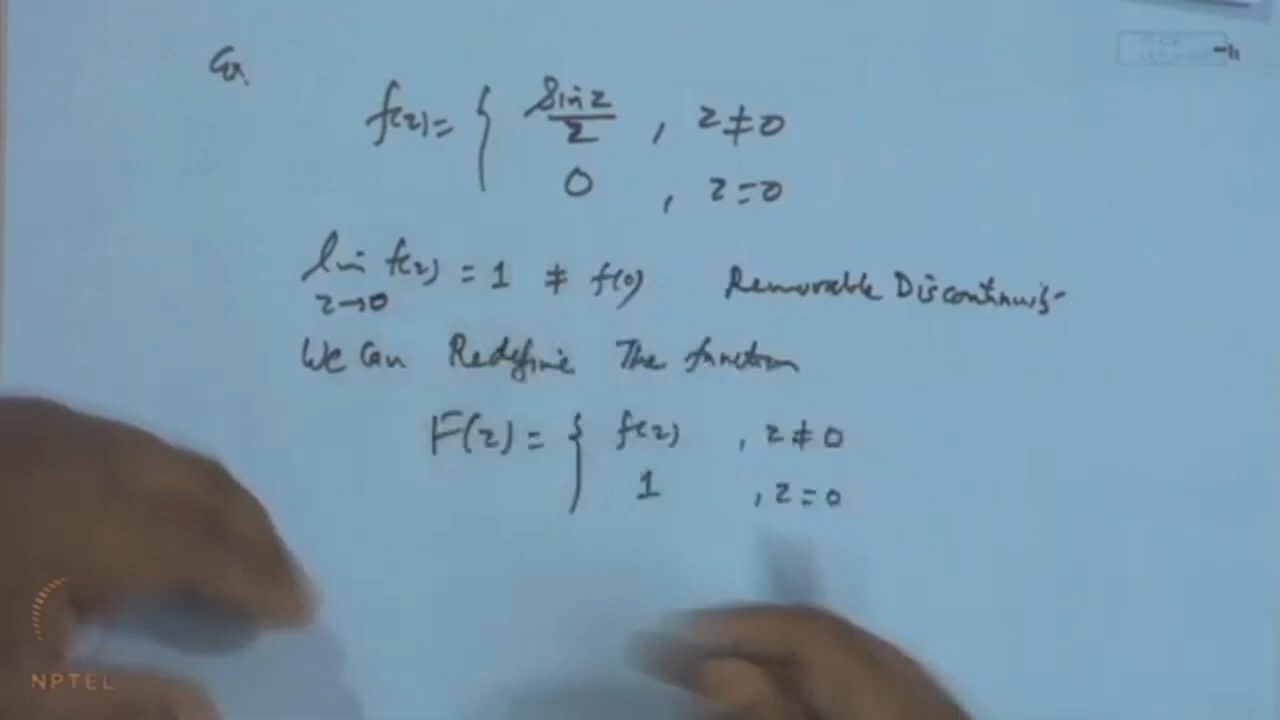 Ex.
f(z) = { sin z / z , z ≠ 0
0 , z = 0
lim f(z) = 1 ≠ f(0) Removable Discontinuity
z→0
We Can Redefine The function
F(z) = { f(z) , z ≠ 0
1 , z = 0
NPTEL